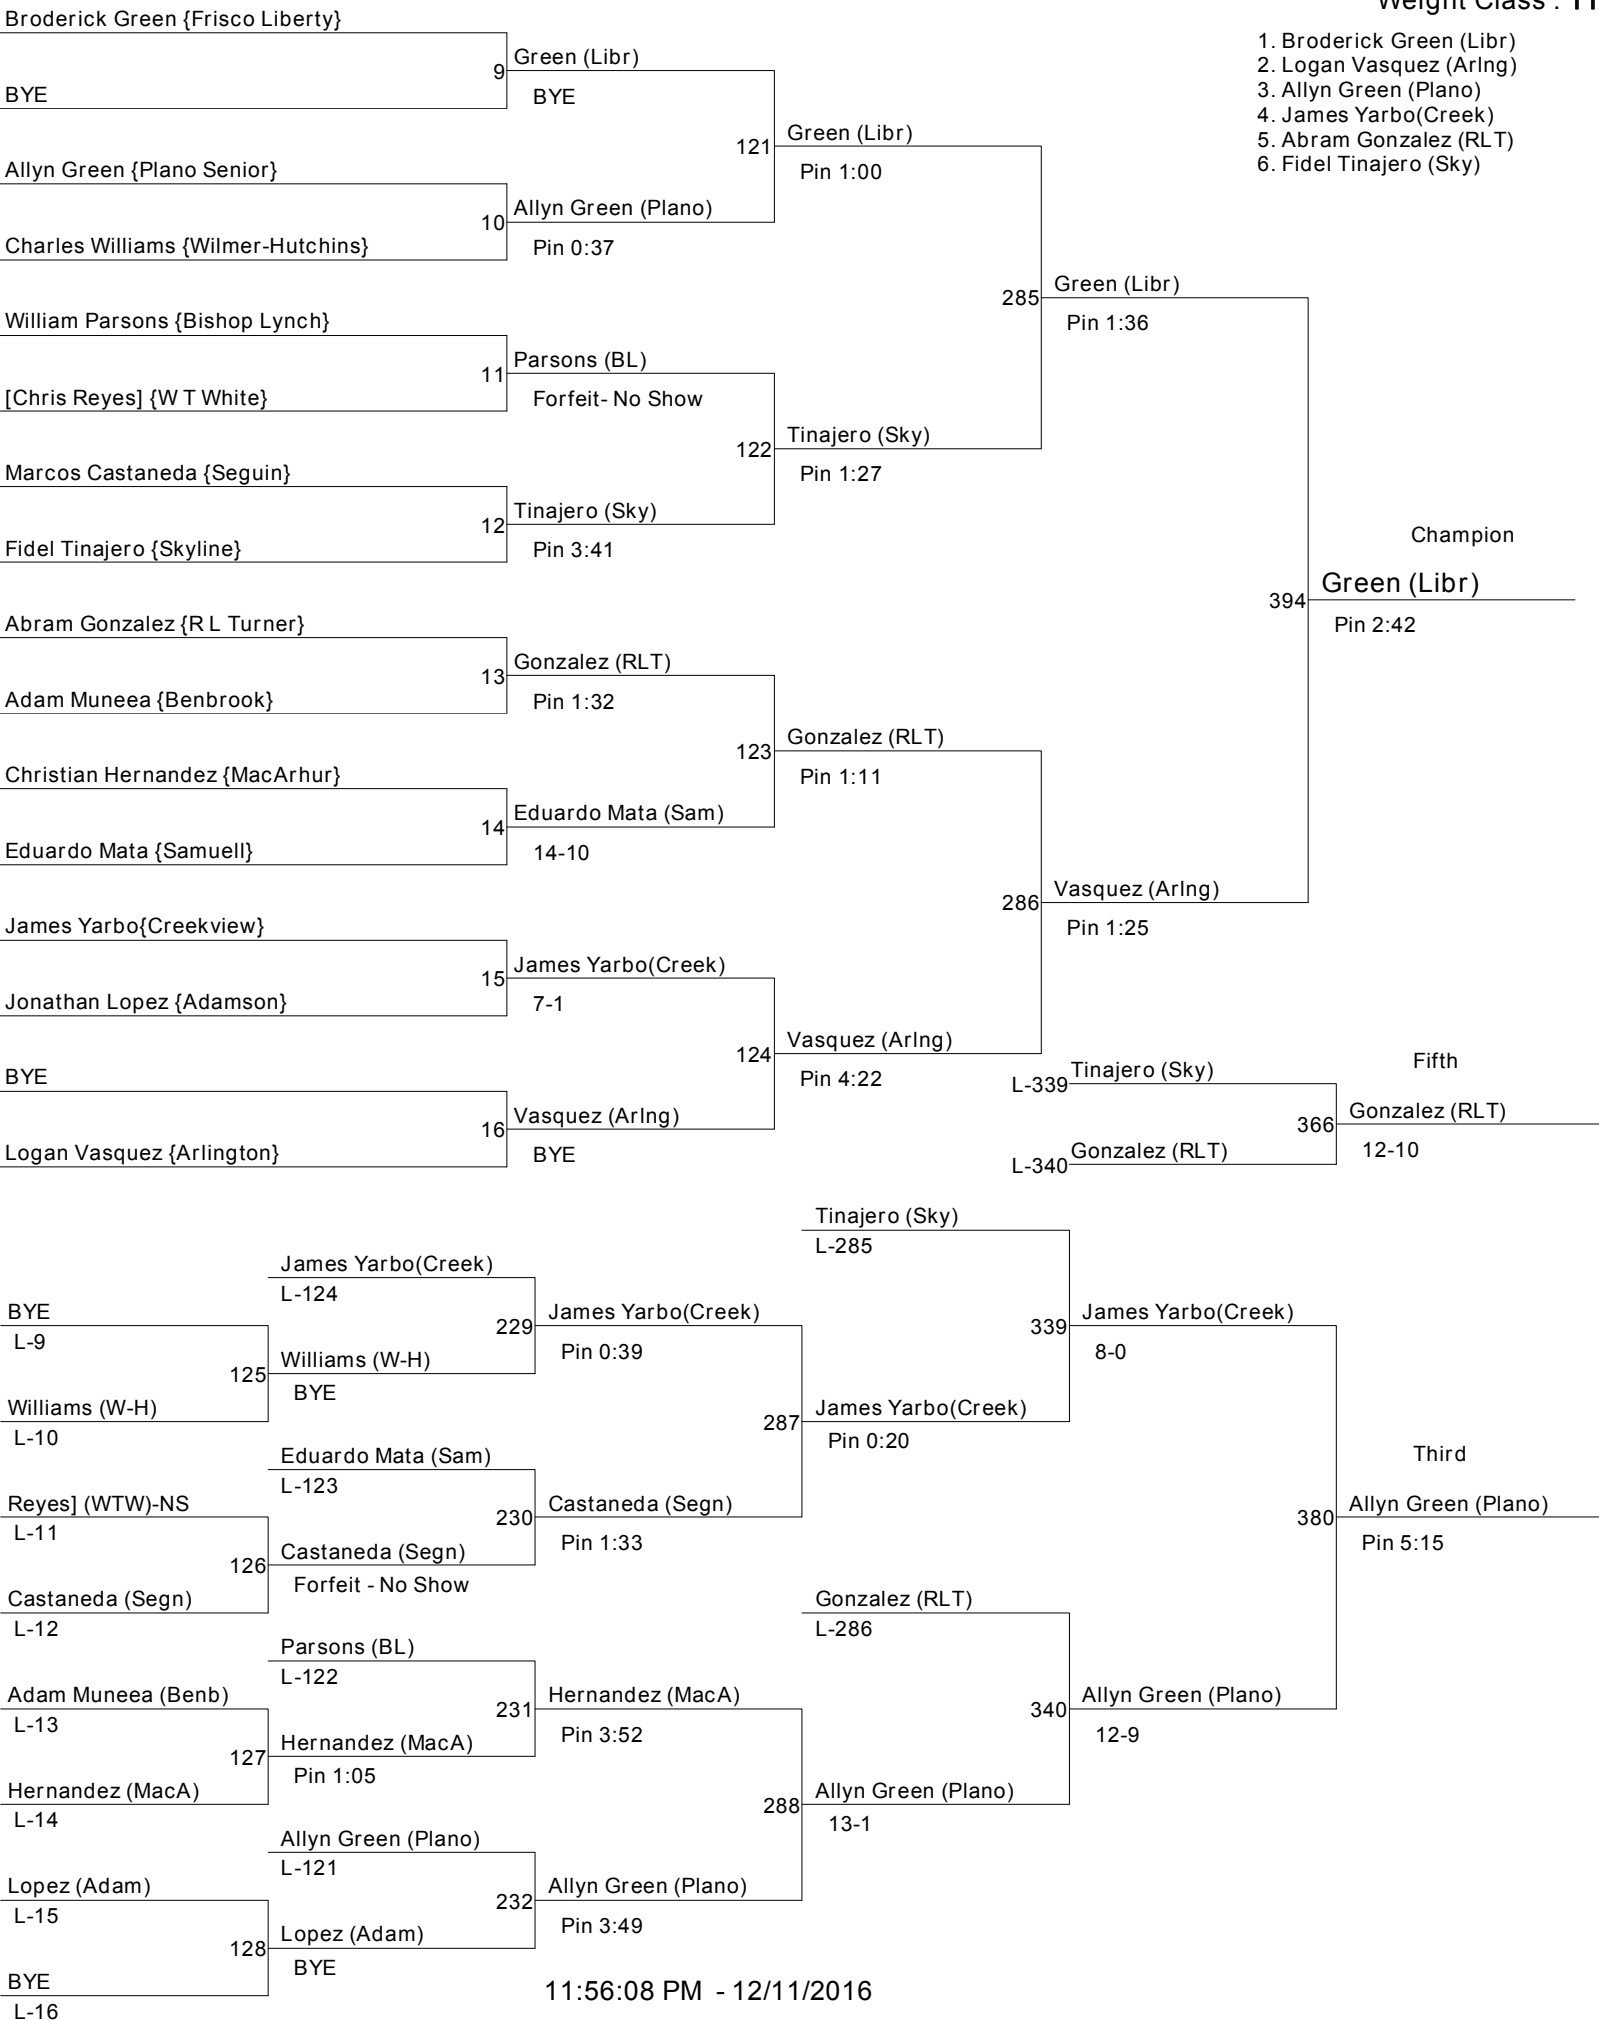 Weight Class : 11
1. Broderick Green (Libr)
2. Logan Vasquez (Arlng)
3. Allyn Green (Plano)
4. James Yarbo(Creek)
5. Abram Gonzalez (RLT)
6. Fidel Tinajero (Sky)
Broderick Green {Frisco Liberty}
BYE
Allyn Green {Plano Senior}
Charles Williams {Wilmer-Hutchins}
William Parsons {Bishop Lynch}
[Chris Reyes] {W T White}
Marcos Castaneda {Seguin}
Fidel Tinajero {Skyline}
Abram Gonzalez {R L Turner}
Adam Muneea {Benbrook}
Christian Hernandez {MacArhur}
Eduardo Mata {Samuell}
James Yarbo{Creekview}
Jonathan Lopez {Adamson}
BYE
Logan Vasquez {Arlington}
9
Green (Libr)
BYE
10
Allyn Green (Plano)
Pin 0:37
11
Parsons (BL)
Forfeit- No Show
12
Tinajero (Sky)
Pin 3:41
13
Gonzalez (RLT)
Pin 1:32
14
Eduardo Mata (Sam)
14-10
15
James Yarbo(Creek)
7-1
16
Vasquez (Arlng)
BYE
121
Green (Libr)
Pin 1:00
122
Tinajero (Sky)
Pin 1:27
123
Gonzalez (RLT)
Pin 1:11
124
Vasquez (Arlng)
Pin 4:22
285
Green (Libr)
Pin 1:36
286
Vasquez (Arlng)
Pin 1:25
Champion
394
Green (Libr)
Pin 2:42
Fifth
L-339
Tinajero (Sky)
L-340
Gonzalez (RLT)
366
Gonzalez (RLT)
12-10
BYE
L-9
Williams (W-H)
L-10
Reyes] (WTW)-NS
L-11
Castaneda (Segn)
L-12
Adam Muneea (Benb)
L-13
Hernandez (MacA)
L-14
Lopez (Adam)
L-15
BYE
L-16
James Yarbo(Creek)
L-124
125
Williams (W-H)
BYE
Eduardo Mata (Sam)
L-123
126
Castaneda (Segn)
Forfeit - No Show
Parsons (BL)
L-122
127
Hernandez (MacA)
Pin 1:05
Allyn Green (Plano)
L-121
128
Lopez (Adam)
BYE
229
James Yarbo(Creek)
Pin 0:39
230
Castaneda (Segn)
Pin 1:33
231
Hernandez (MacA)
Pin 3:52
232
Allyn Green (Plano)
Pin 3:49
Tinajero (Sky)
L-285
287
James Yarbo(Creek)
Pin 0:20
Gonzalez (RLT)
L-286
288
Allyn Green (Plano)
13-1
339
James Yarbo(Creek)
8-0
340
Allyn Green (Plano)
12-9
Third
380
Allyn Green (Plano)
Pin 5:15
11:56:08 PM - 12/11/2016